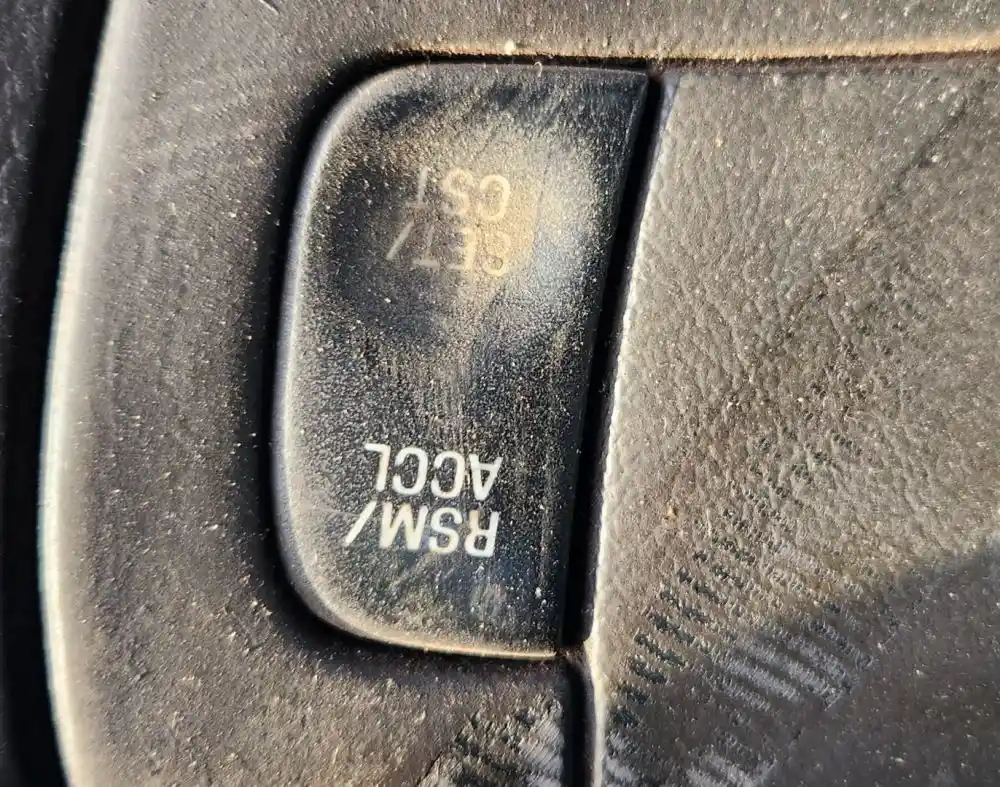 RSM/
ACCL
SET/
CST